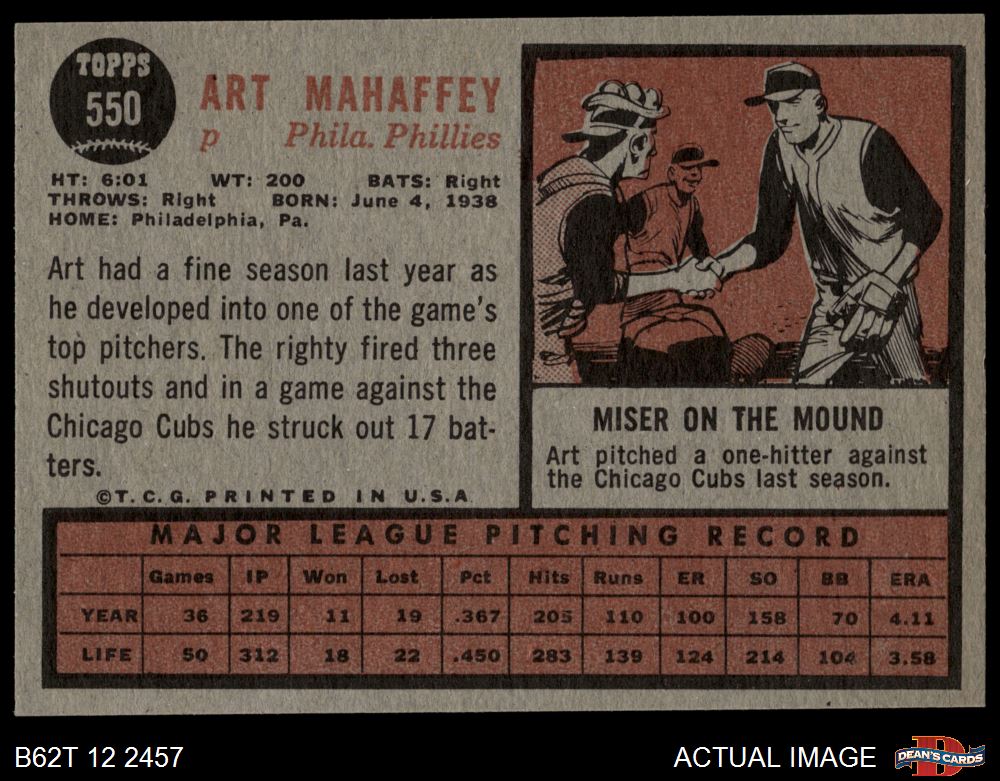 TOPPS
550
ART MAHAFFEY
p Phila. Phillies
HT: 6:01 WT: 200 BATS: Right
THROWS: Right BORN: June 4, 1938
HOME: Philadelphia, Pa.
Art had a fine season last year as
he developed into one of the game's
top pitchers. The righty fired three
shutouts and in a game against the
Chicago Cubs he struck out 17 bat-
ters.
©T.C.G. PRINTED IN U.S.A.
MISER ON THE MOUND
Art pitched a one-hitter against
the Chicago Cubs last season.
MAJOR LEAGUE PITCHING RECORD
Games IP Won Lost Pct Hits Runs ER SO BB ERA
YEAR 36 219 11 19 .367 205 110 100 158 70 4.11
LIFE 50 312 18 22 .450 283 139 124 214 104 3.58
B62T 12 2457
ACTUAL IMAGE
D
DEAN'S CARDS